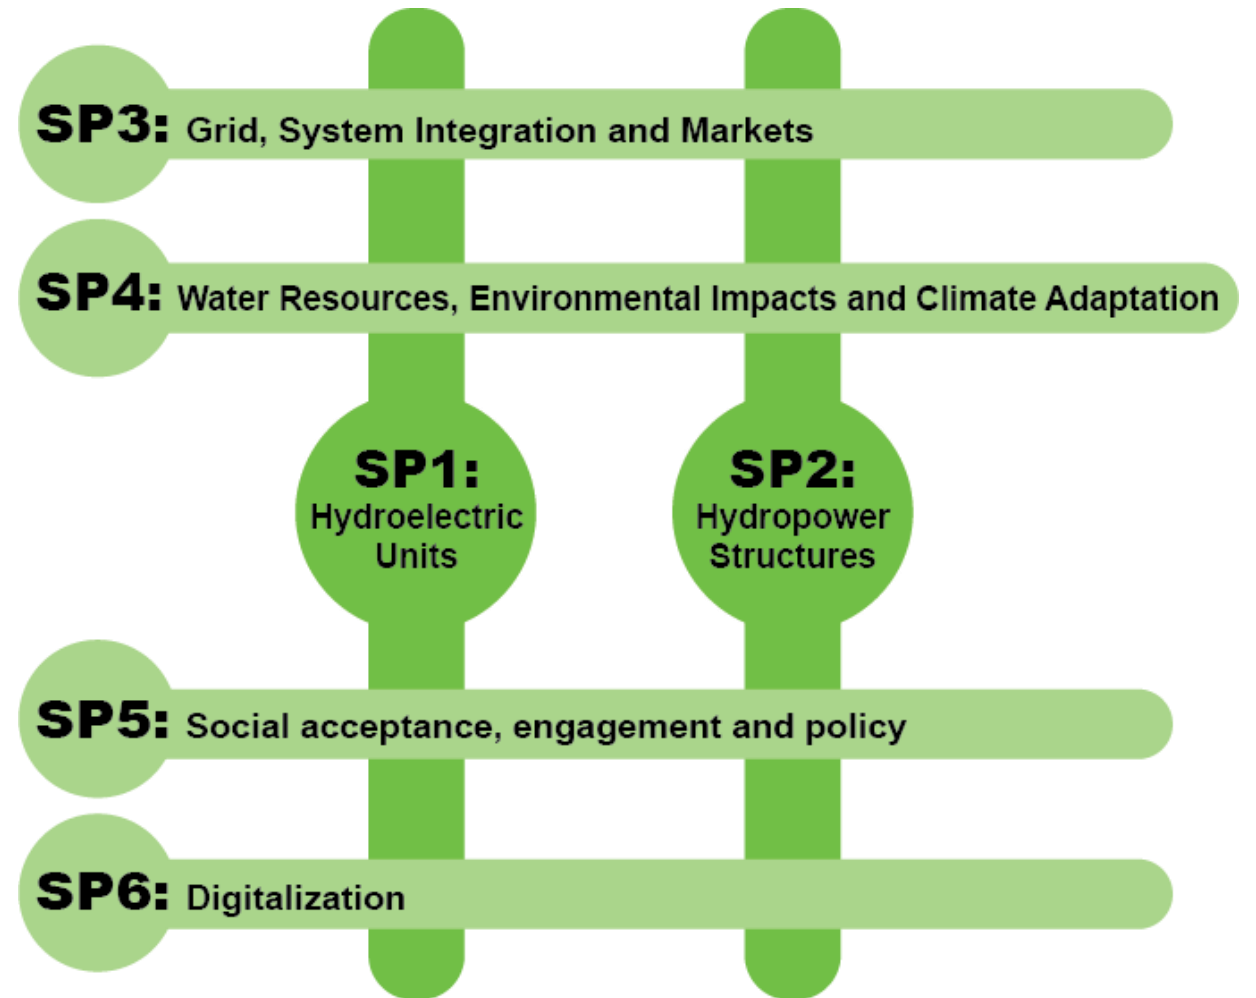 SP3: Grid, System Integration and Markets
SP4: Water Resources, Environmental Impacts and Climate Adaptation
SP1:
Hydroelectric
Units
SP2:
Hydropower
Structures
SP5: Social acceptance, engagement and policy
SP6: Digitalization